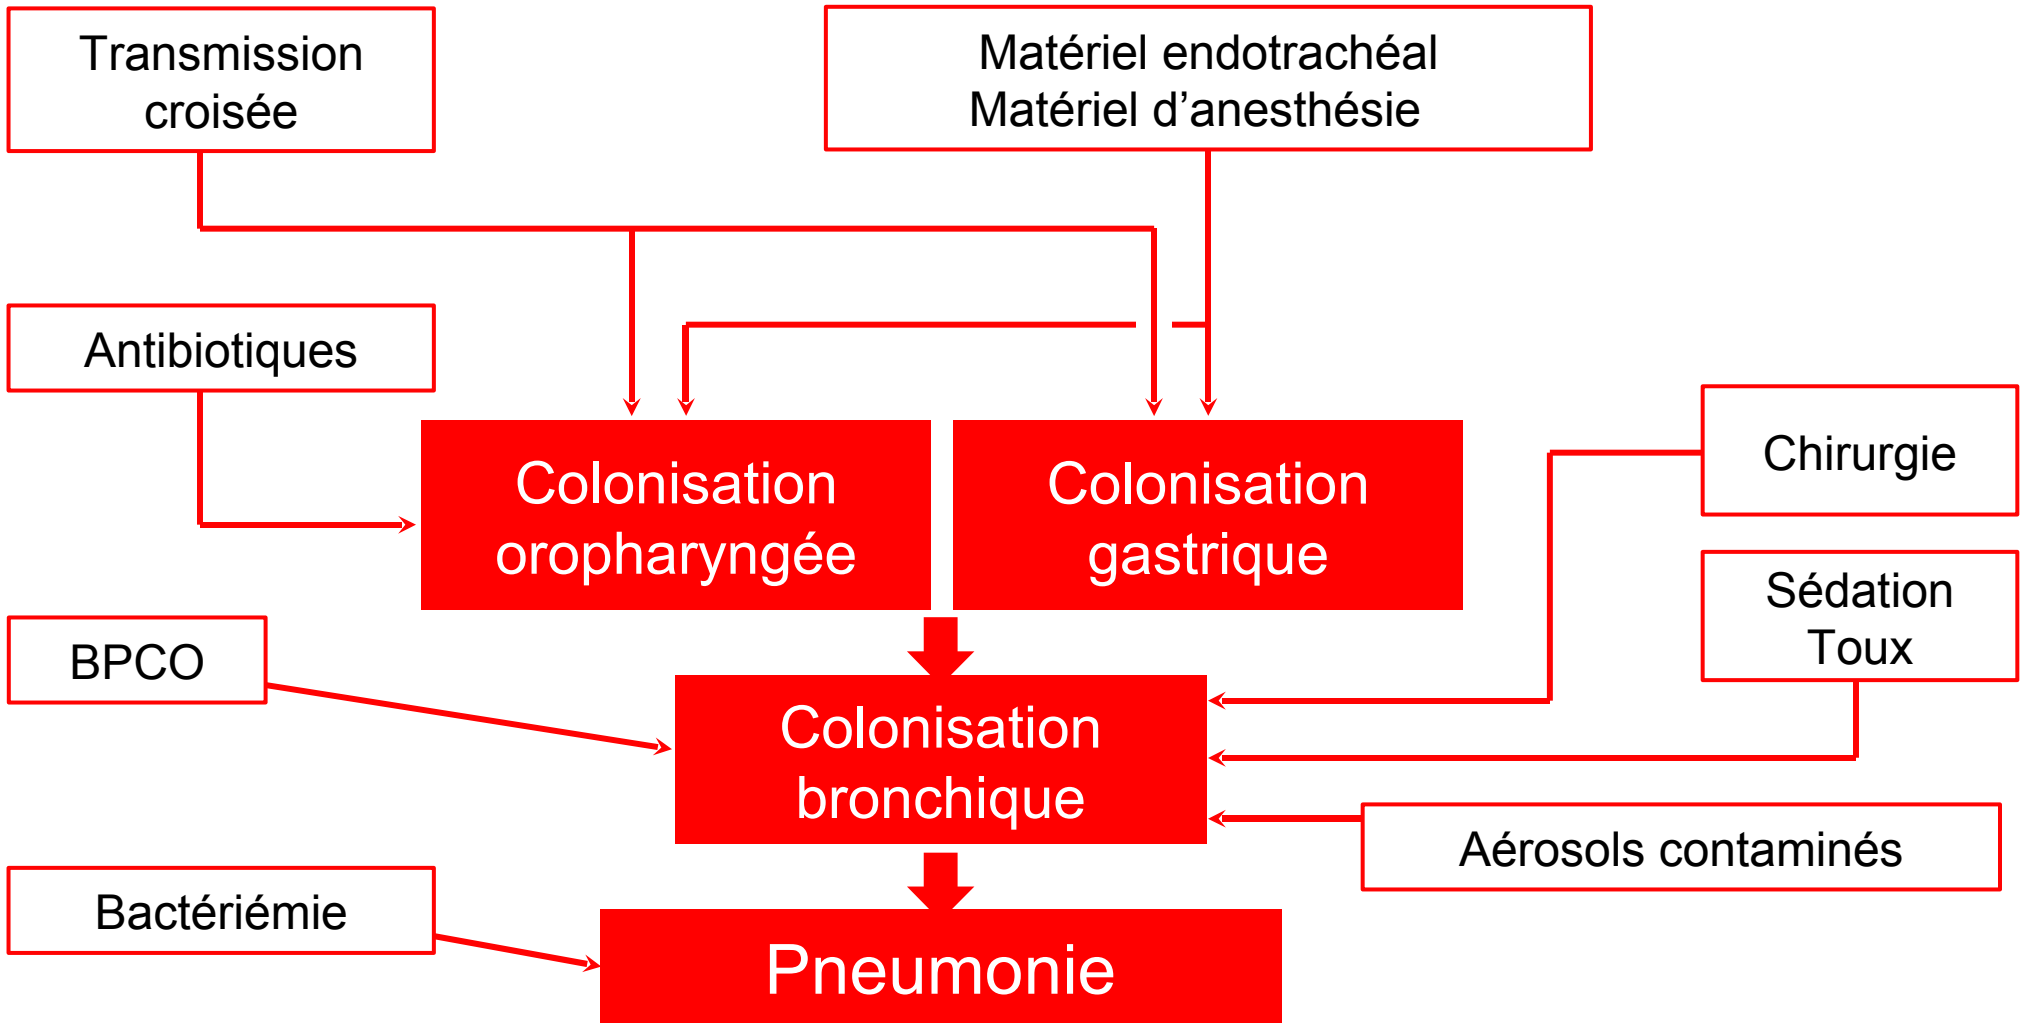 Transmission
croisée
Matériel endotrachéal
Matériel d’anesthésie
Antibiotiques
Colonisation
oropharyngée
Colonisation
gastrique
Chirurgie
Sédation
Toux
BPCO
Colonisation
bronchique
Aérosols contaminés
Bactériémie
Pneumonie